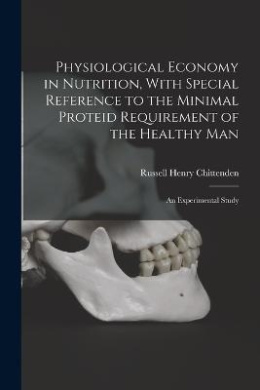 Physiological Economy
in Nutrition, With Special
Reference to the Minimal
Proteid Requirement of
the Healthy Man
Russell Henry Chittenden
An Experimental Study